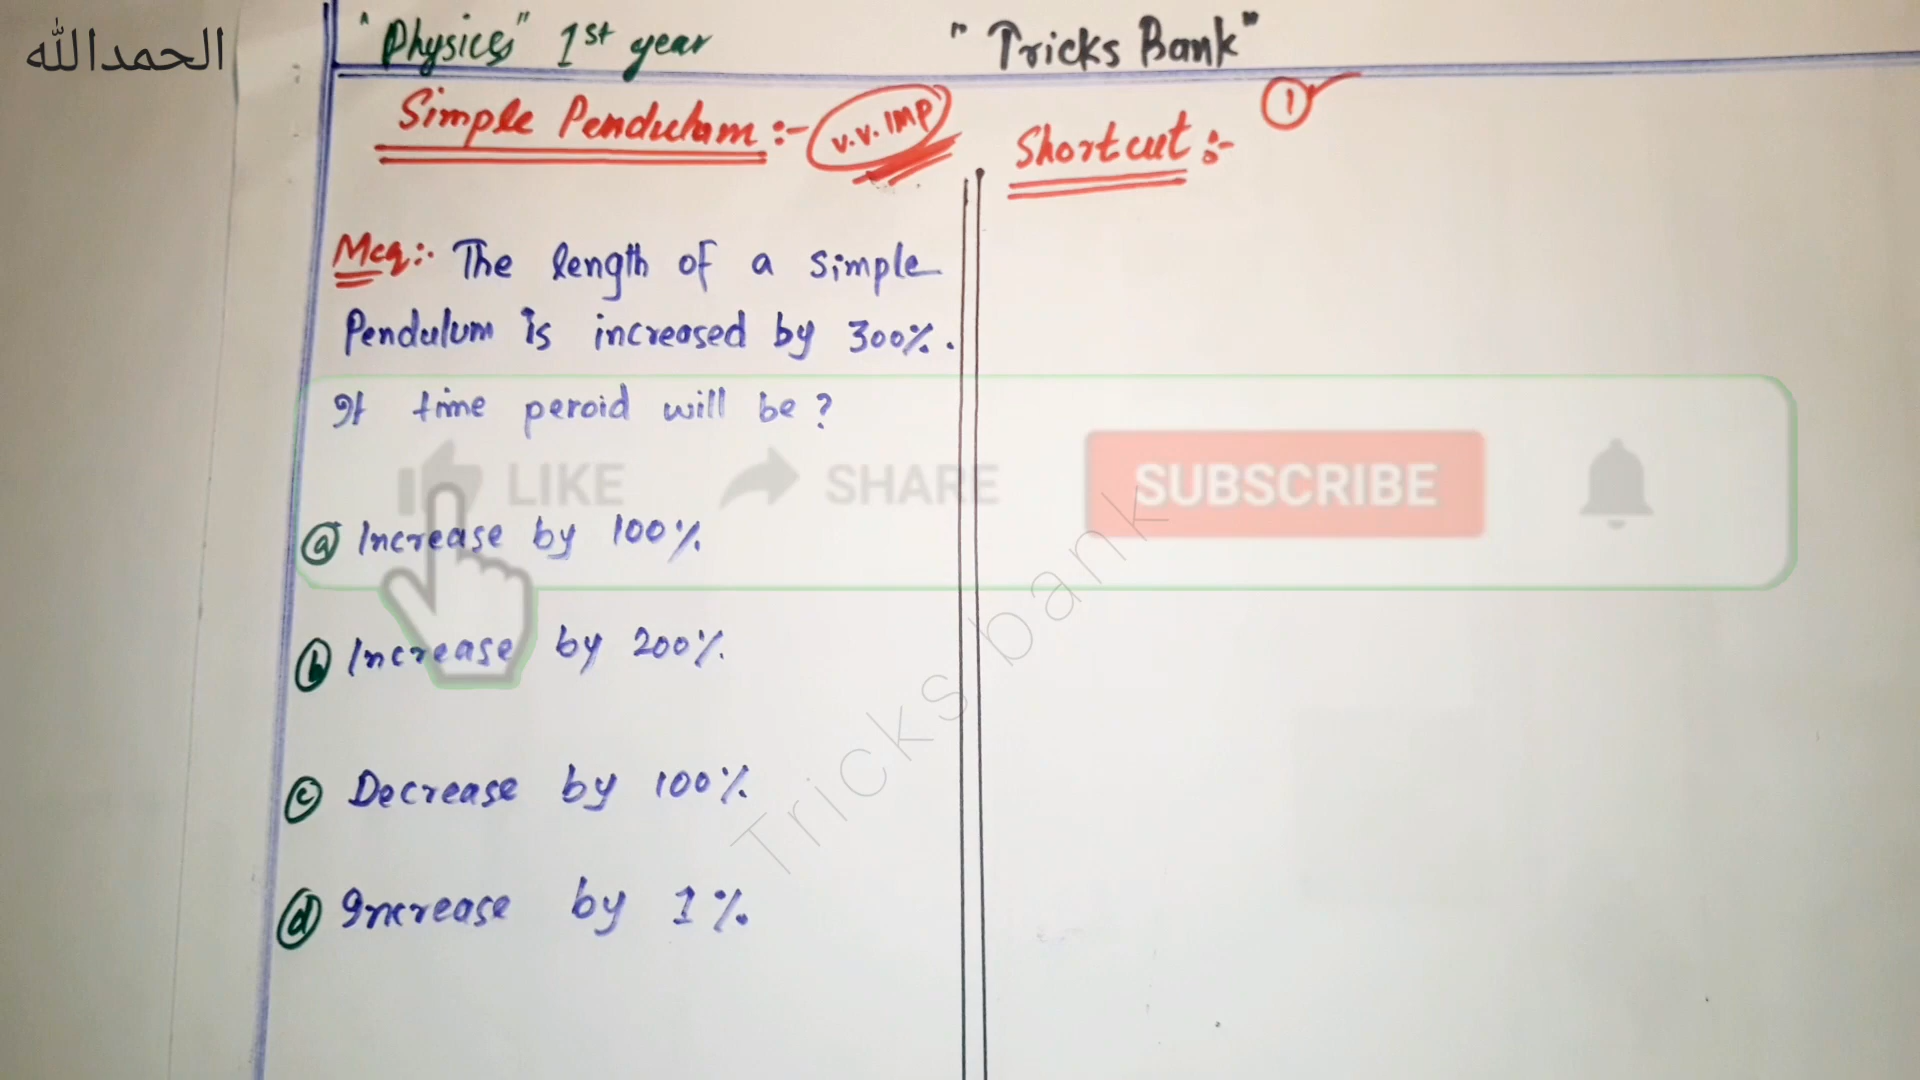 الحمدالله
"Physics" 1st year
"Tricks Bank"
Simple Pendulum :-
v.v. IMP
Shortcut :-
1
Mcq:- The length of a simple
Pendulum is increased by 300%.
It time peroid will be?
LIKE
SHARE
SUBSCRIBE
a Increase by 100%
b Increase by 200%
c Decrease by 100%
d Increase by 1%
Tricks bank